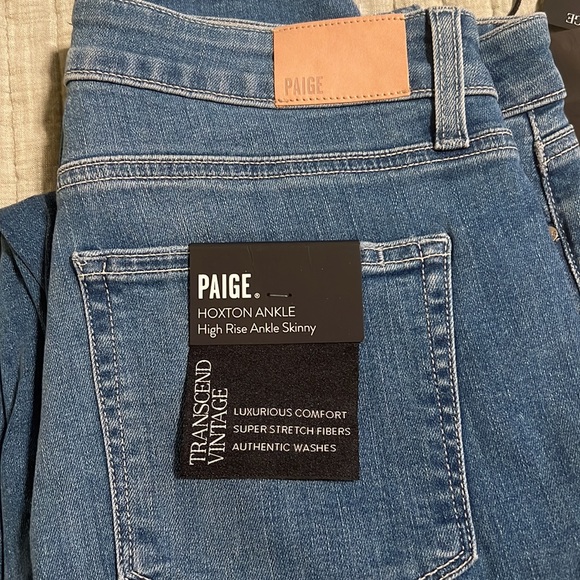 PAIGE
PAIGE®
HOXTON ANKLE
High Rise Ankle Skinny
TRANSCEND
VINTAGE
LUXURIOUS COMFORT
SUPER STRETCH FIBERS
AUTHENTIC WASHES